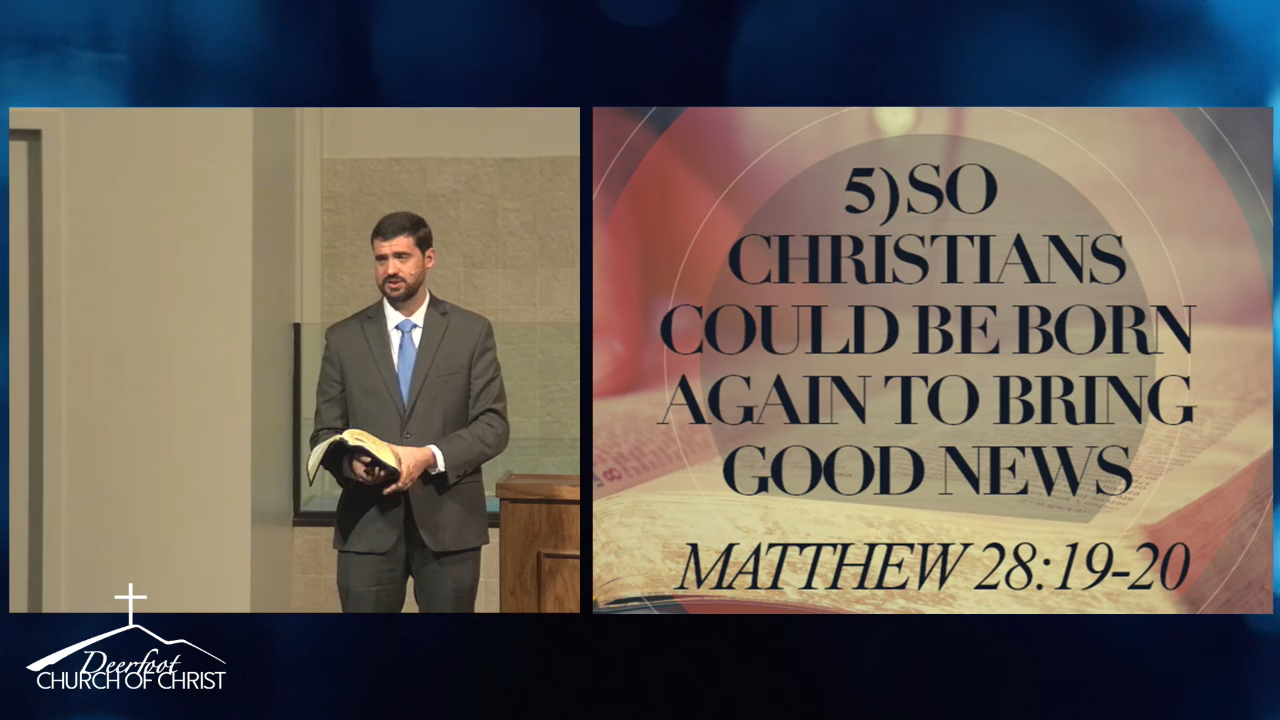 5) SO
CHRISTIANS
COULD BE BORN
AGAIN TO BRING
GOOD NEWS
MATTHEW 28:19-20
Deerfoot
CHURCH OF CHRIST